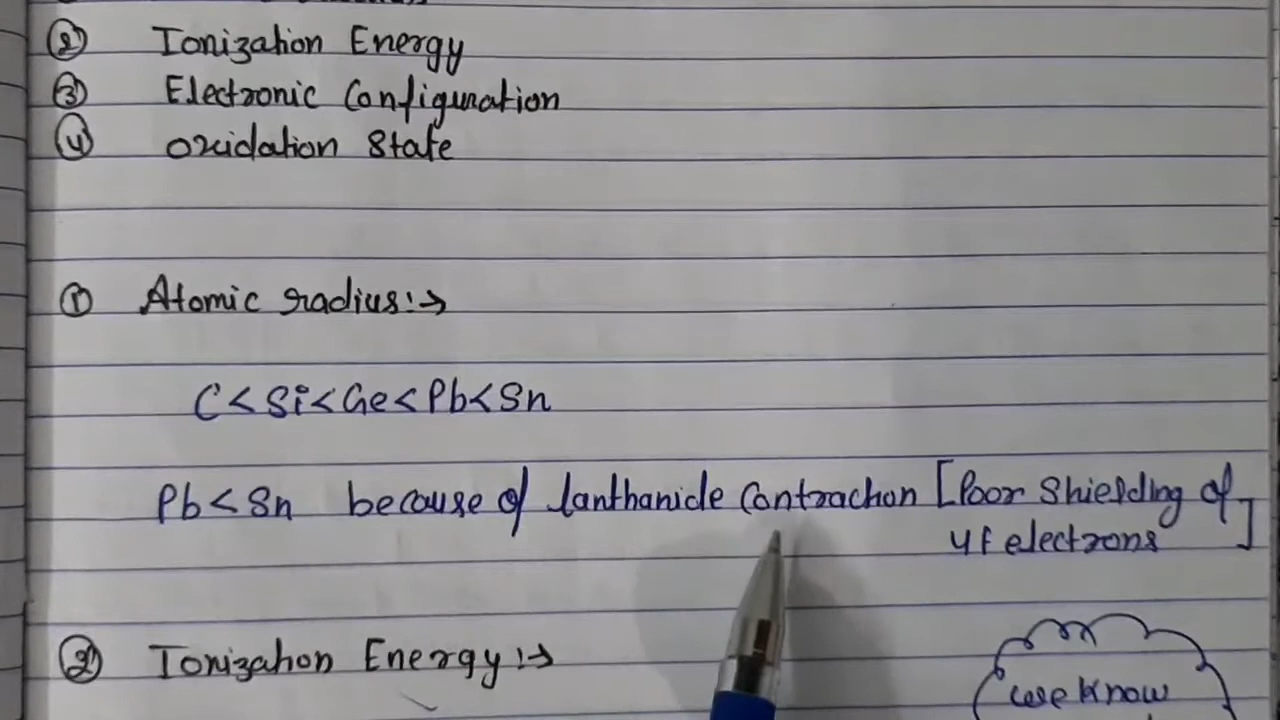 ② Ionization Energy
③ Electronic Configuration
④ Oxidation State
① Atomic radius:→
C < Si < Ge < Pb < Sn
Pb < Sn because of lanthanide Contraction [Poor Shielding of
4f electrons]
② Ionization Energy:→
we know